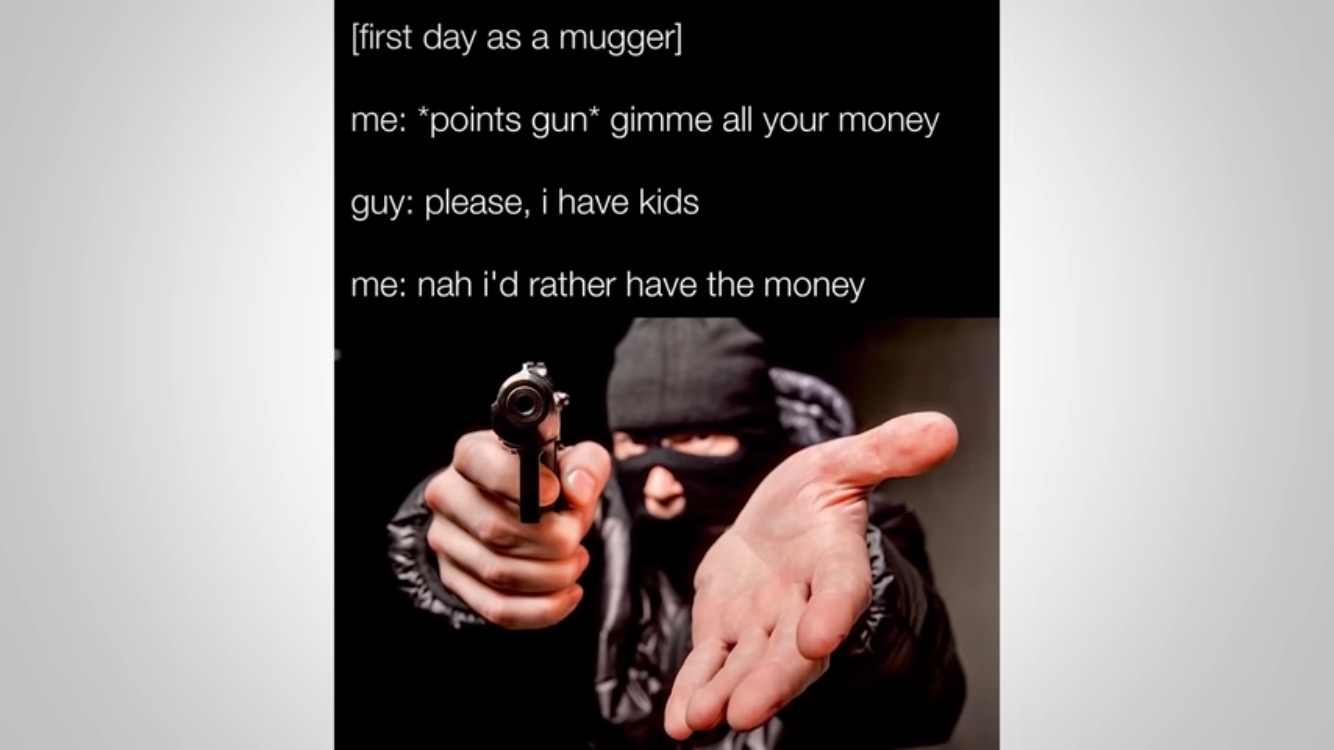 [first day as a mugger]
me: *points gun* gimme all your money
guy: please, i have kids
me: nah i'd rather have the money